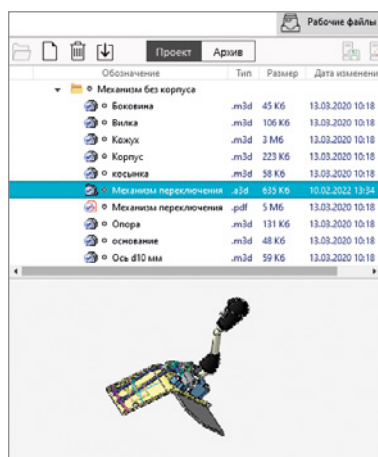 Рабочие файлы
Проект Архив
Обозначение Тип Размер Дата изменени
Механизм без корпуса
Боковина .m3d 45 Кб 13.03.2020 10:18
Вилка .m3d 106 Кб 13.03.2020 10:18
Кожух .m3d 3 Мб 13.03.2020 10:18
Корпус .m3d 223 Кб 13.03.2020 10:18
косынка .m3d 58 Кб 13.03.2020 10:18
Механизм переключения .a3d 635 Кб 10.02.2022 13:34
Механизм переключения .pdf 5 Мб 13.03.2020 10:18
Опора .m3d 131 Кб 13.03.2020 10:18
основание .m3d 48 Кб 13.03.2020 10:18
Ось d10 мм .m3d 59 Кб 13.03.2020 10:18